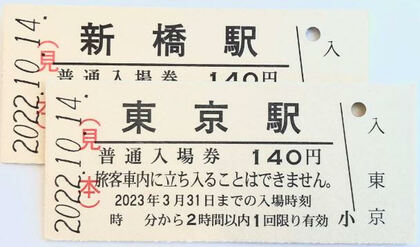 2022.10.14.
(見本)
新橋駅
普通入場券 140円
入
2022.10.14.
(見本)
東京駅
普通入場券 140円
旅客車内に立ち入ることはできません。
2023年3月31日までの入場時刻
時 分から2時間以内1回限り有効 小
入
東
京